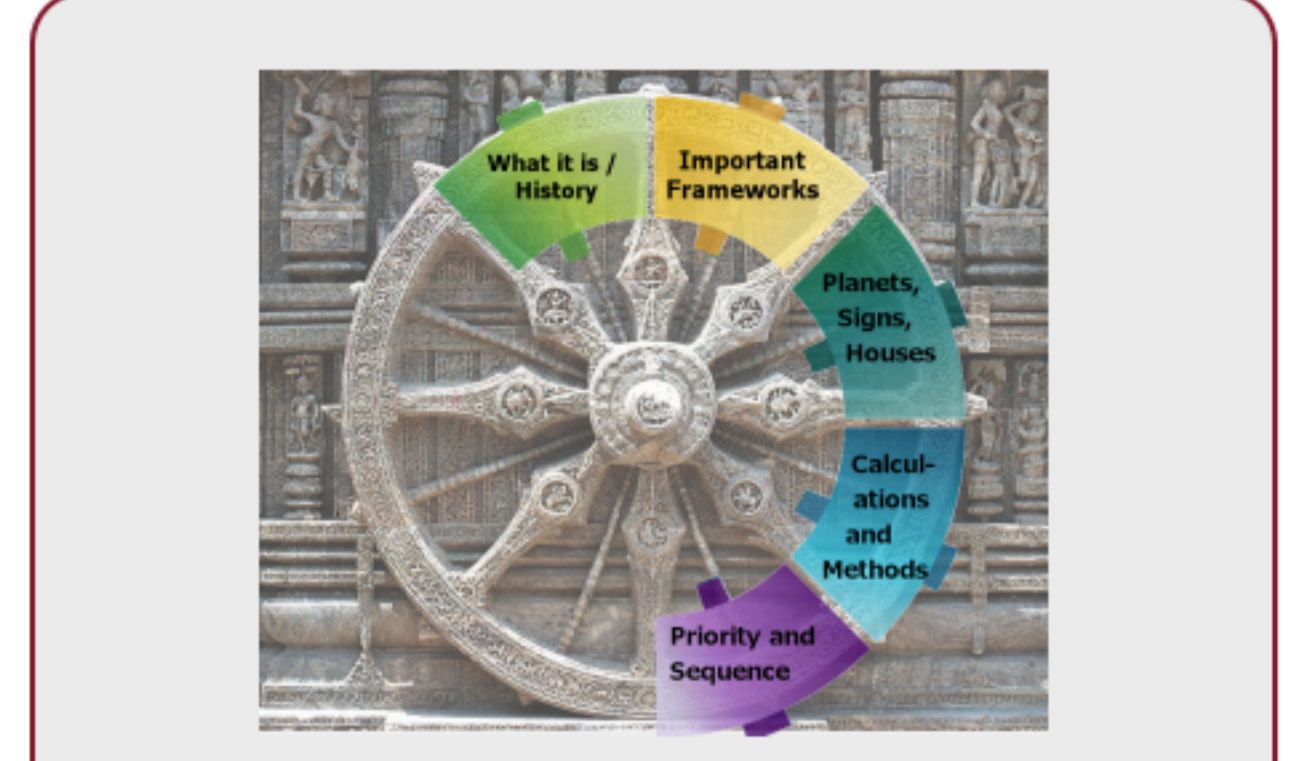 What it is /
History
Important
Frameworks
Planets,
Signs,
Houses
Calcul-
ations
and
Methods
Priority and
Sequence